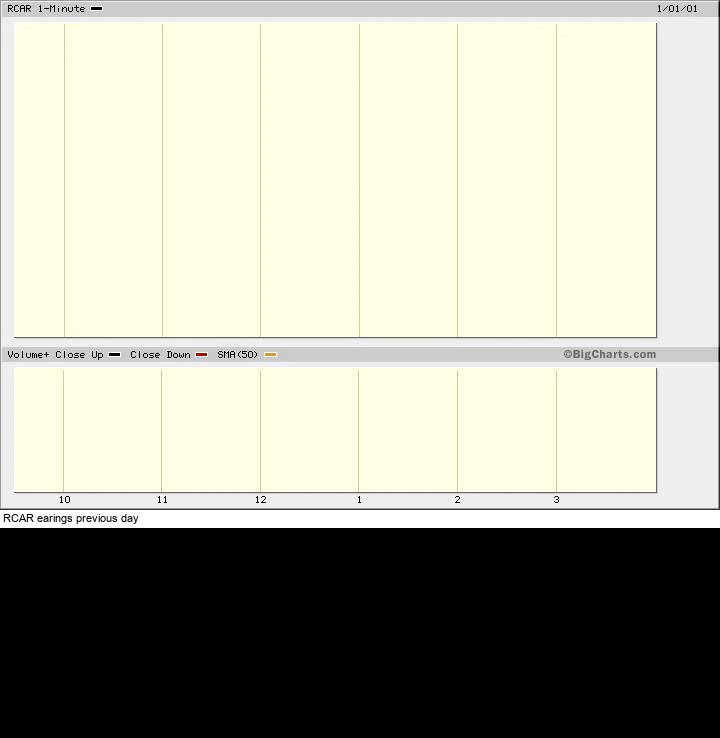 RCAR 1-Minute 1/01/01
Volume+ Close Up Close Down SMA(50) ©BigCharts.com
10 11 12 1 2 3
RCAR earings previous day